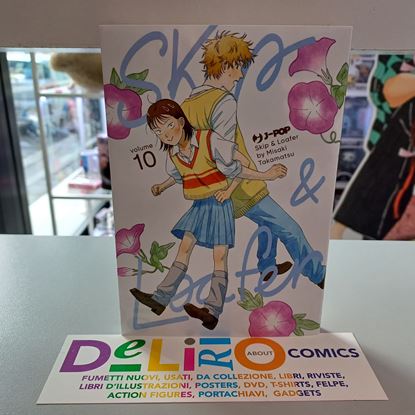 Skip
J-POP
Skip & Loafer
by Misaki
Takamatsu
volume
10
&
Loafer
DeLiRiO ABOUT COMICS
FUMETTI NUOVI, USATI, DA COLLEZIONE, LIBRI, RIVISTE,
LIBRI D'ILLUSTRAZIONI, POSTERS, DVD, T-SHIRTS, FELPE,
ACTION FIGURES, PORTACHIAVI, GADGETS